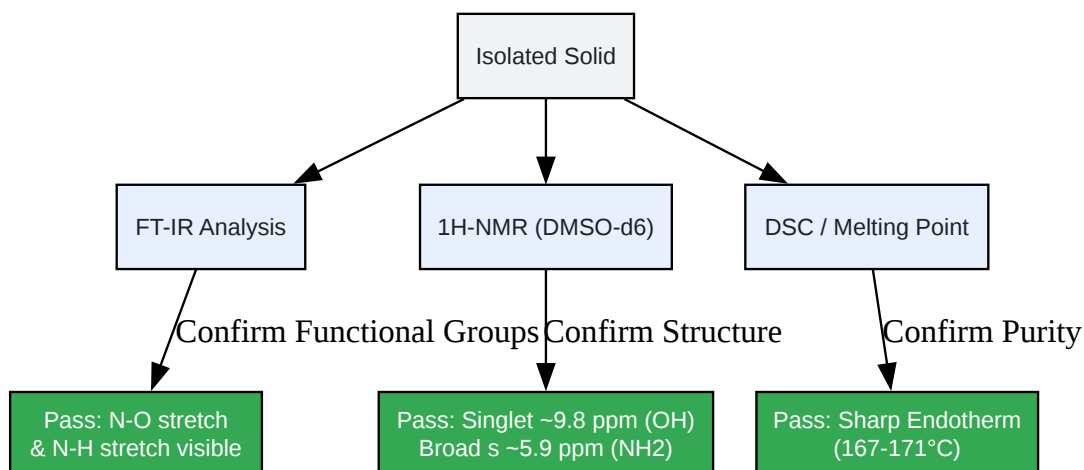 Isolated Solid
FT-IR Analysis
1H-NMR (DMSO-d6)
DSC / Melting Point
Confirm Functional Groups
Confirm Structure
Confirm Purity
Pass: N-O stretch
& N-H stretch visible
Pass: Singlet ~9.8 ppm (OH)
Broad s ~5.9 ppm (NH2)
Pass: Sharp Endotherm
(167-171°C)